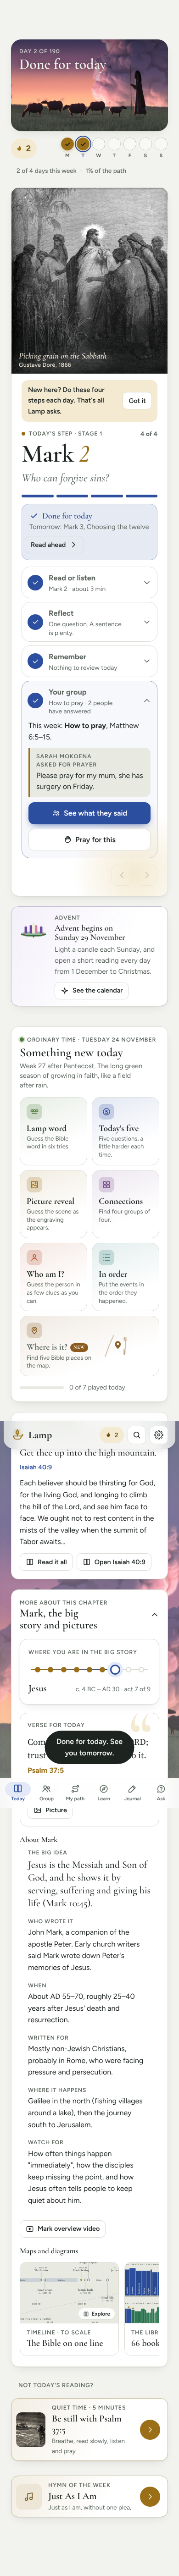 DAY 2 OF 190
Done for today
2
M T W T F S S
2 of 4 days this week · 1% of the path
Picking grain on the Sabbath
Gustave Doré, 1866
New here? Do these four
steps each day. That's all
Lamp asks.
Got it
TODAY'S STEP · STAGE 1
4 of 4
Mark 2
Who can forgive sins?
Done for today
Tomorrow: Mark 3, Choosing the twelve
Read ahead
Read or listen
Mark 2 · about 3 min
Reflect
One question. A sentence
is plenty.
Remember
Nothing to review today
Your group
How to pray · 2 people
have answered
This week: How to pray, Matthew
6:5–15.
SARAH MOKOENA
ASKED FOR PRAYER
Please pray for my mum, she has
surgery on Friday.
See what they said
Pray for this
ADVENT
Advent begins on
Sunday 29 November
Light a candle each Sunday, and
open a short reading every day
from 1 December to Christmas.
See the calendar
ORDINARY TIME · TUESDAY 24 NOVEMBER
Something new today
Week 27 after Pentecost. The long green
season of growing in faith, like a field
after rain.
Lamp word
Guess the Bible
word in six tries.
Today's five
Five questions, a
little harder each
time.
Picture reveal
Guess the scene as
the engraving
appears.
Connections
Find four groups of
four.
Who am I?
Guess the person in
as few clues as you
can.
In order
Put the events in
the order they
happened.
Where is it? NEW
Find five Bible places on
the map.
0 of 7 played today
Lamp
2
Get thee up into the high mountain.
Isaiah 40:9
Each believer should be thirsting for God,
for the living God, and longing to climb
the hill of the Lord, and see him face to
face. We ought not to rest content in the
mists of the valley when the summit of
Tabor awaits...
Read it all
Open Isaiah 40:9
MORE ABOUT THIS CHAPTER
Mark, the big
story and pictures
WHERE YOU ARE IN THE BIG STORY
Jesus
c. 4 BC – AD 30 · act 7 of 9
VERSE FOR TODAY
Done for today. See
you tomorrow.
Psalm 37:5
Today
Group
My path
Learn
Journal
Ask
Picture
About Mark
THE BIG IDEA
Jesus is the Messiah and Son of
God, and he shows it by
serving, suffering and giving his
life (Mark 10:45).
WHO WROTE IT
John Mark, a companion of the
apostle Peter. Early church writers
said Mark wrote down Peter's
memories of Jesus.
WHEN
About AD 55–70, roughly 25–40
years after Jesus' death and
resurrection.
WRITTEN FOR
Mostly non-Jewish Christians,
probably in Rome, who were facing
pressure and persecution.
WHERE IT HAPPENS
Galilee in the north (fishing villages
around a lake), then the journey
south to Jerusalem.
WATCH FOR
How often things happen
"immediately", how the disciples
keep missing the point, and how
Jesus often tells people to keep
quiet about him.
Mark overview video
Maps and diagrams
Explore
TIMELINE · TO SCALE
The Bible on one line
THE LIBR
66 book
NOT TODAY'S READING?
QUIET TIME · 5 MINUTES
Be still with Psalm
37:5
Breathe, read slowly, listen
and pray
HYMN OF THE WEEK
Just As I Am
Just as I am, without one plea,